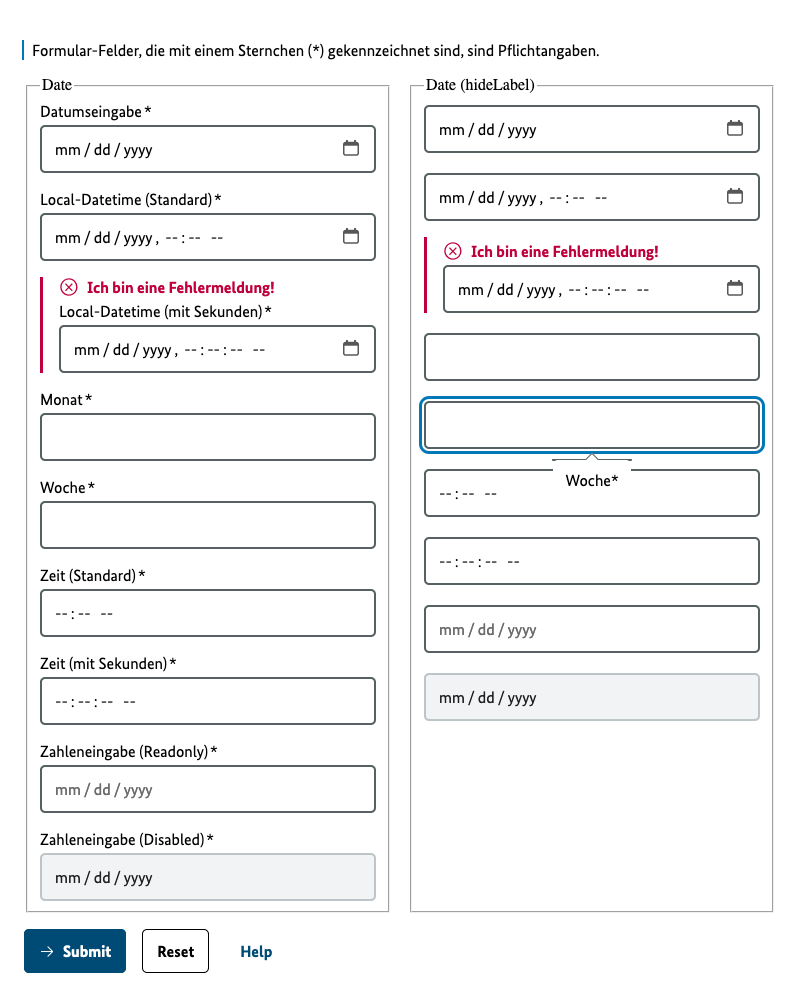 Formular-Felder, die mit einem Sternchen (*) gekennzeichnet sind, sind Pflichtangaben.
Date
Datumseingabe*
mm/dd/yyyy
Local-Datetime (Standard)*
mm/dd/yyyy, --:-- --
Ich bin eine Fehlermeldung!
Local-Datetime (mit Sekunden)*
mm/dd/yyyy, --:--:-- --
Monat*
Woche*
Zeit (Standard)*
--:-- --
Zeit (mit Sekunden)*
--:--:-- --
Zahleneingabe (Readonly)*
mm/dd/yyyy
Zahleneingabe (Disabled)*
mm/dd/yyyy
Date (hideLabel)
mm/dd/yyyy
mm/dd/yyyy, --:-- --
Ich bin eine Fehlermeldung!
mm/dd/yyyy, --:--:-- --
Woche*
--:-- --
--:--:-- --
mm/dd/yyyy
mm/dd/yyyy
→ Submit
Reset
Help